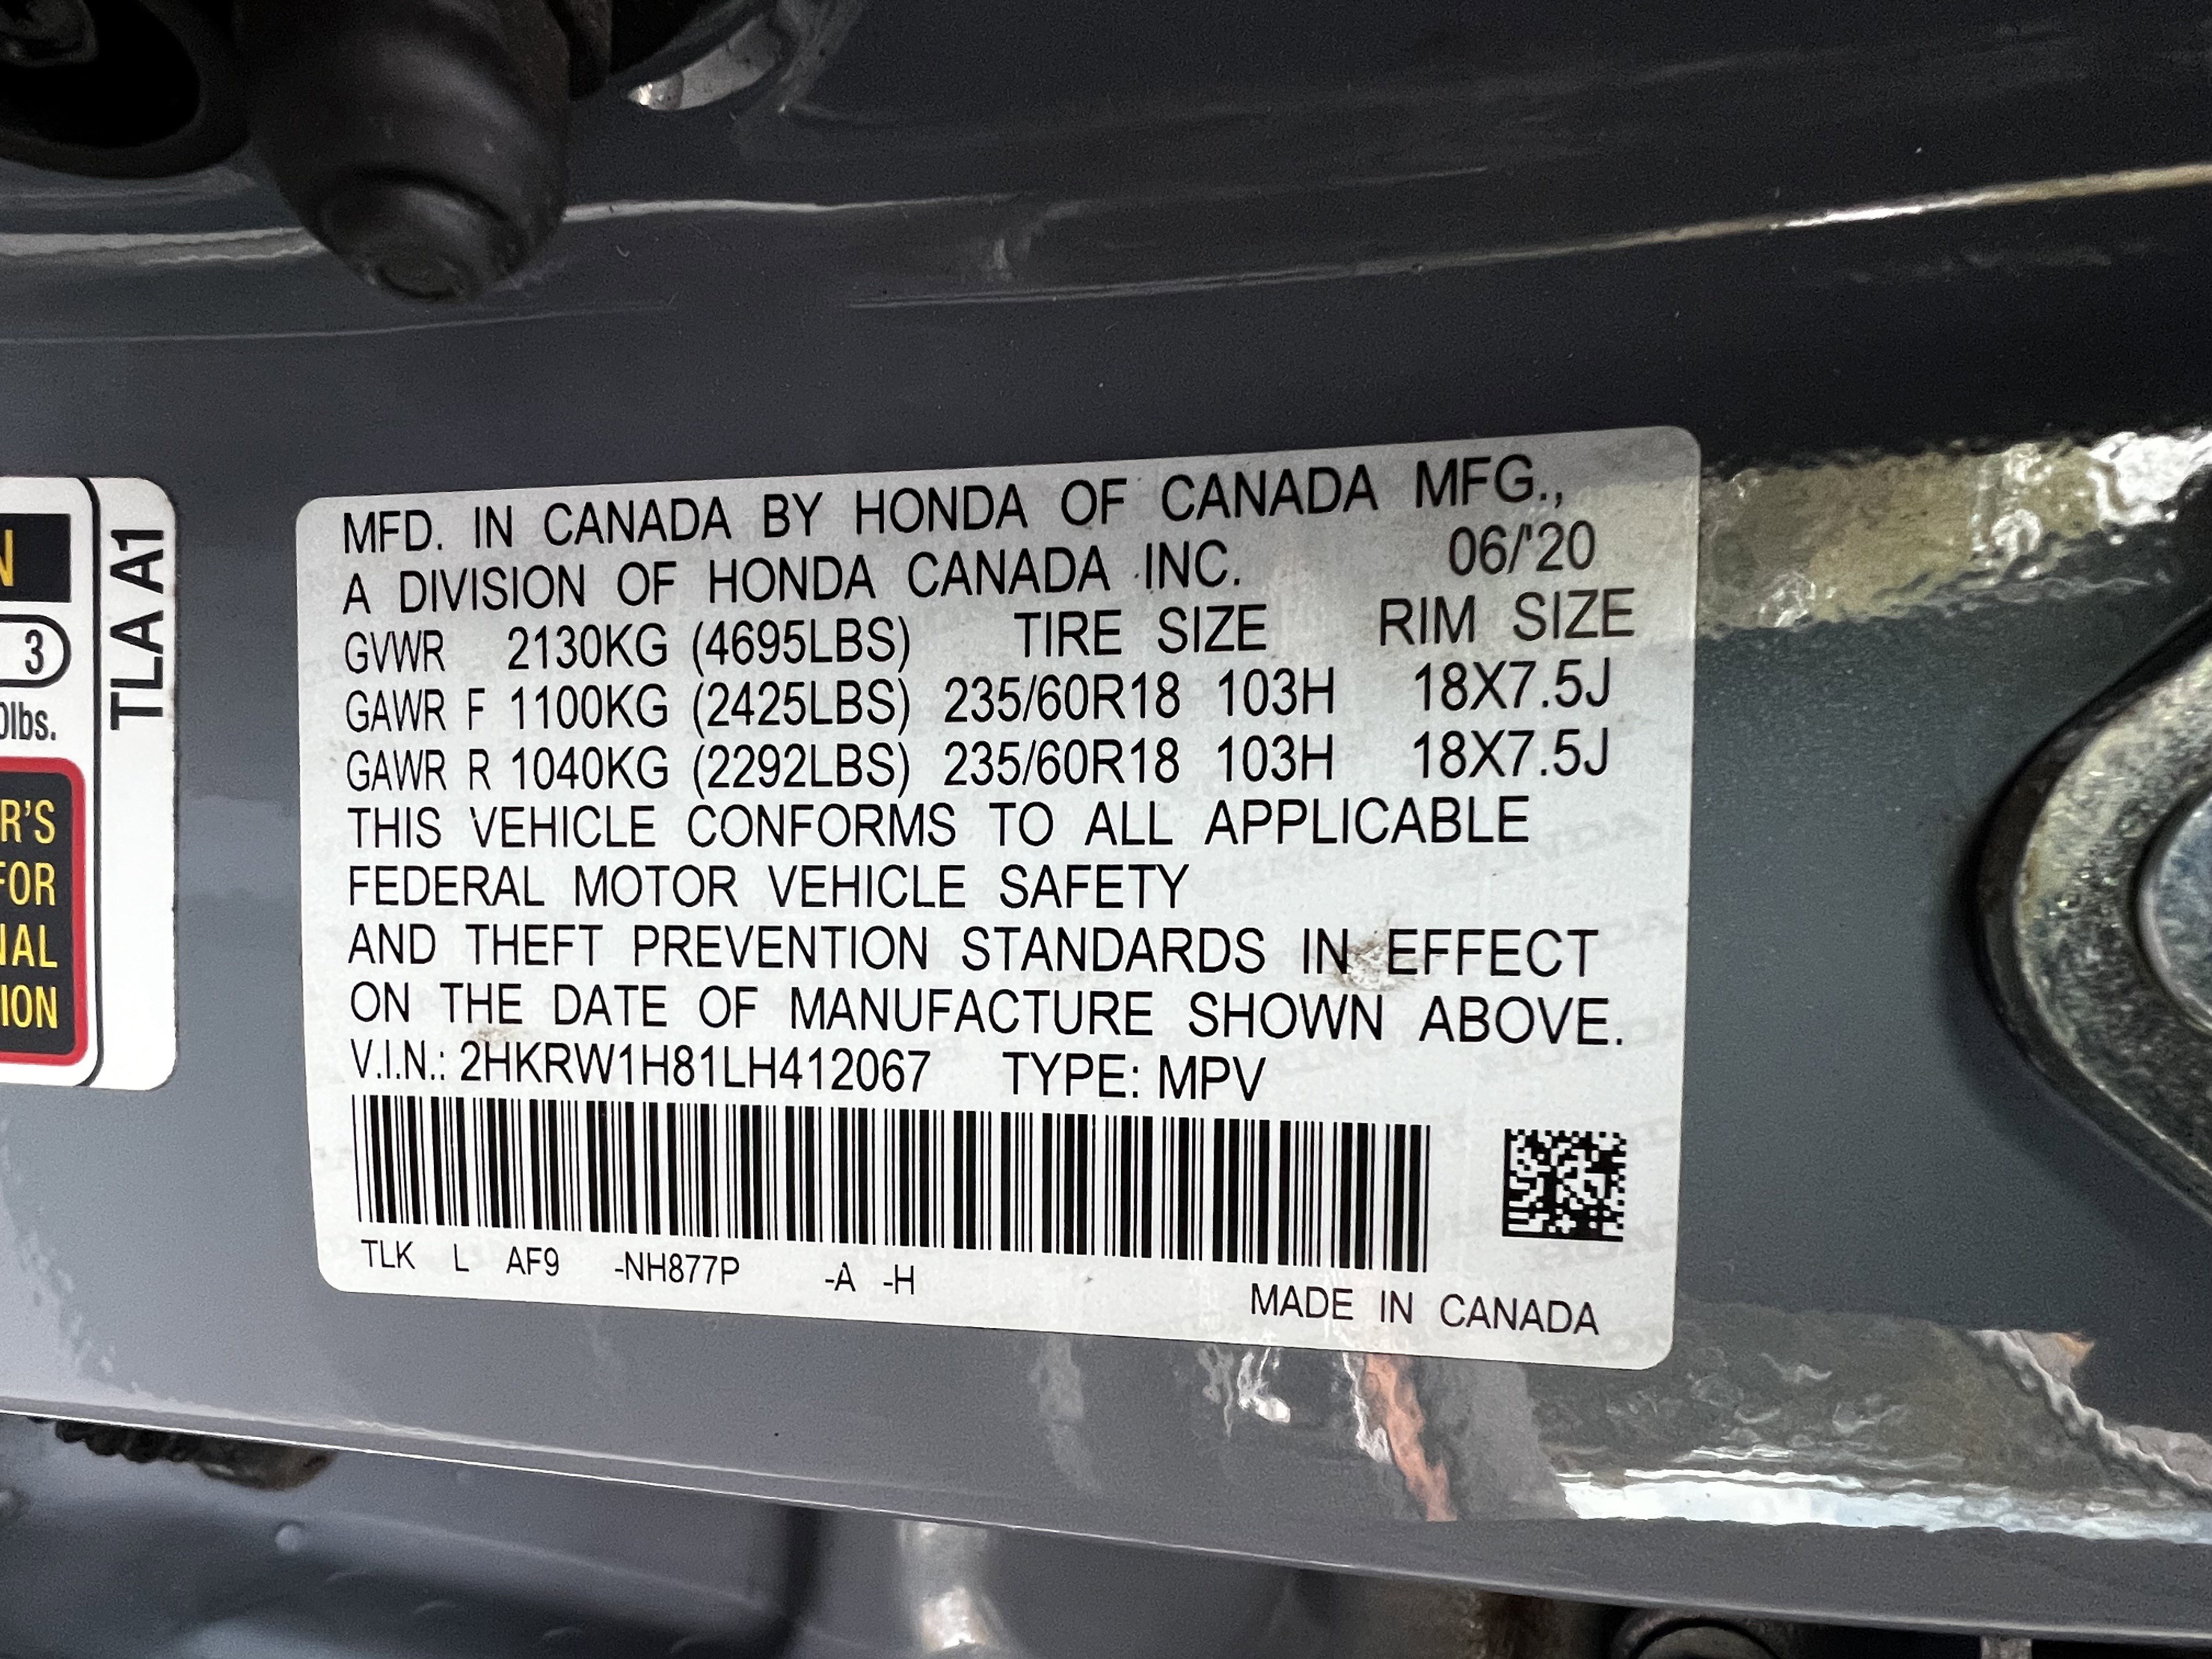 N
3
0lbs.
R'S
FOR
NAL
ION
TLA A1
MFD. IN CANADA BY HONDA OF CANADA MFG.,
A DIVISION OF HONDA CANADA INC. 06/'20
GVWR 2130KG (4695LBS) TIRE SIZE RIM SIZE
GAWR F 1100KG (2425LBS) 235/60R18 103H 18X7.5J
GAWR R 1040KG (2292LBS) 235/60R18 103H 18X7.5J
THIS VEHICLE CONFORMS TO ALL APPLICABLE
FEDERAL MOTOR VEHICLE SAFETY
AND THEFT PREVENTION STANDARDS IN EFFECT
ON THE DATE OF MANUFACTURE SHOWN ABOVE.
V.I.N.: 2HKRW1H81LH412067 TYPE: MPV
TLK L AF9 -NH877P -A -H
MADE IN CANADA